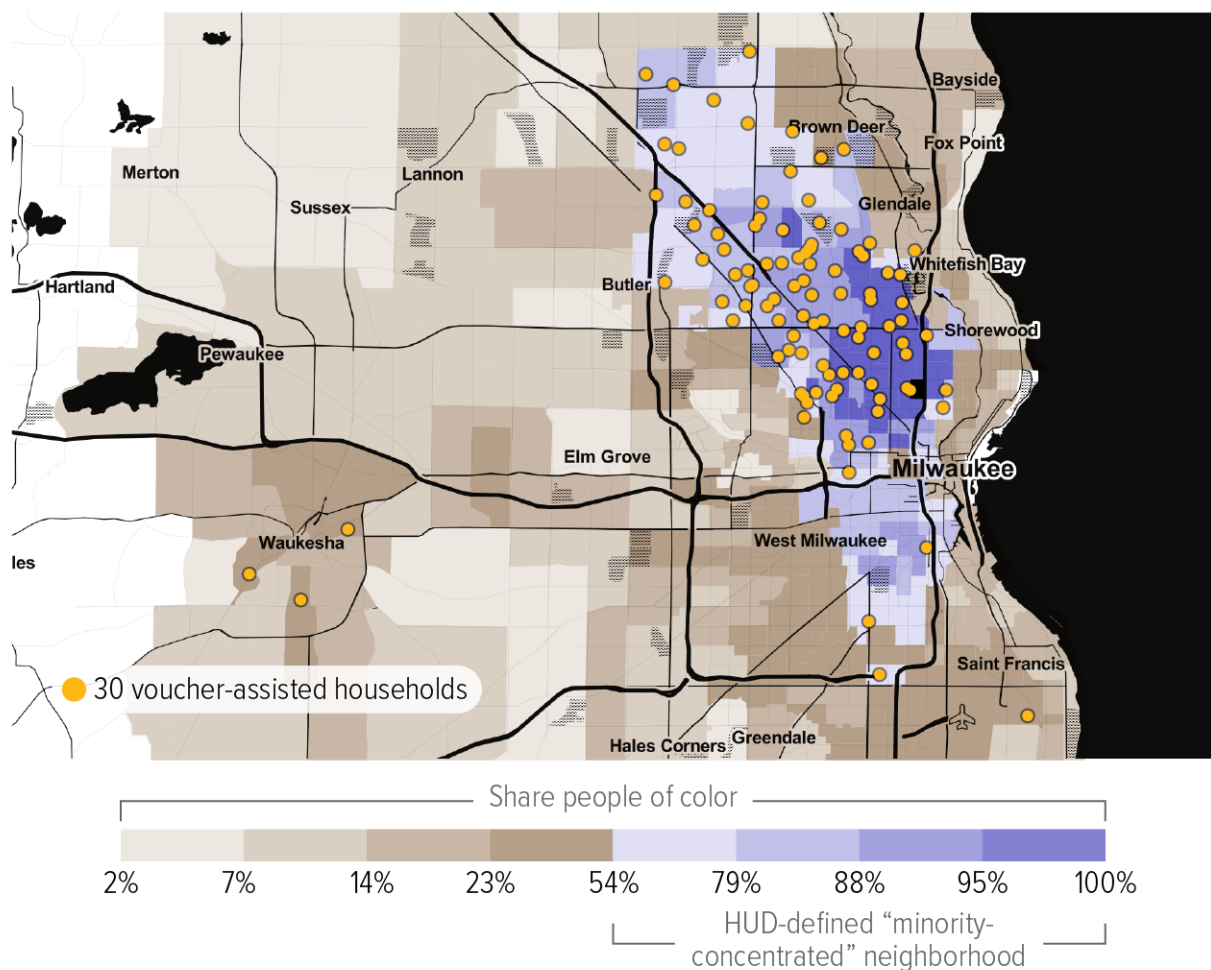 Bayside
Brown Deer
Fox Point
Merton
Lannon
Sussex
Glendale
Whitefish Bay
Hartland
Butler
Shorewood
Pewaukee
Elm Grove
Milwaukee
Waukesha
West Milwaukee
les
Saint Francis
30 voucher-assisted households
Hales Corners
Greendale
Share people of color
2% 7% 14% 23% 54% 79% 88% 95% 100%
HUD-defined “minority-
concentrated” neighborhood